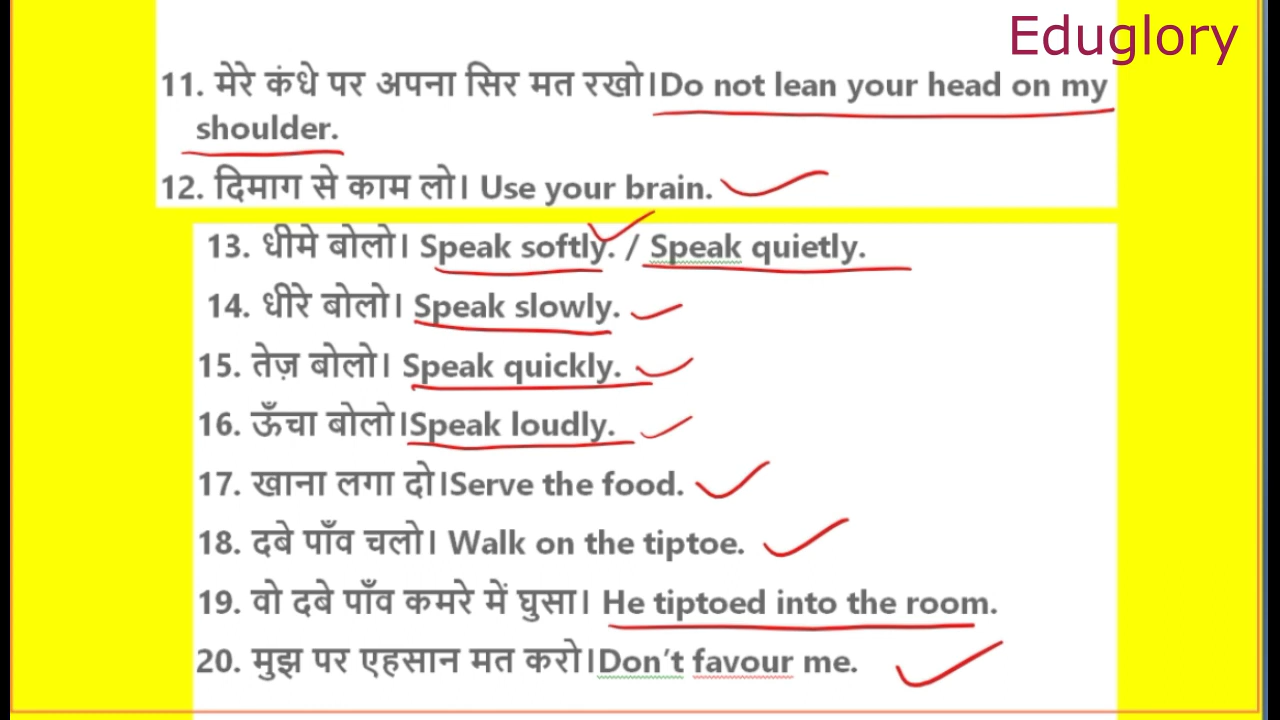 Eduglory
11. मेरे कंधे पर अपना सिर मत रखो।Do not lean your head on my
shoulder.
12. दिमाग से काम लो। Use your brain.
13. धीमे बोलो। Speak softly. / Speak quietly.
14. धीरे बोलो। Speak slowly.
15. तेज़ बोलो। Speak quickly.
16. ऊँचा बोलो।Speak loudly.
17. खाना लगा दो।Serve the food.
18. दबे पाँव चलो। Walk on the tiptoe.
19. वो दबे पाँव कमरे में घुसा। He tiptoed into the room.
20. मुझ पर एहसान मत करो।Don’t favour me.